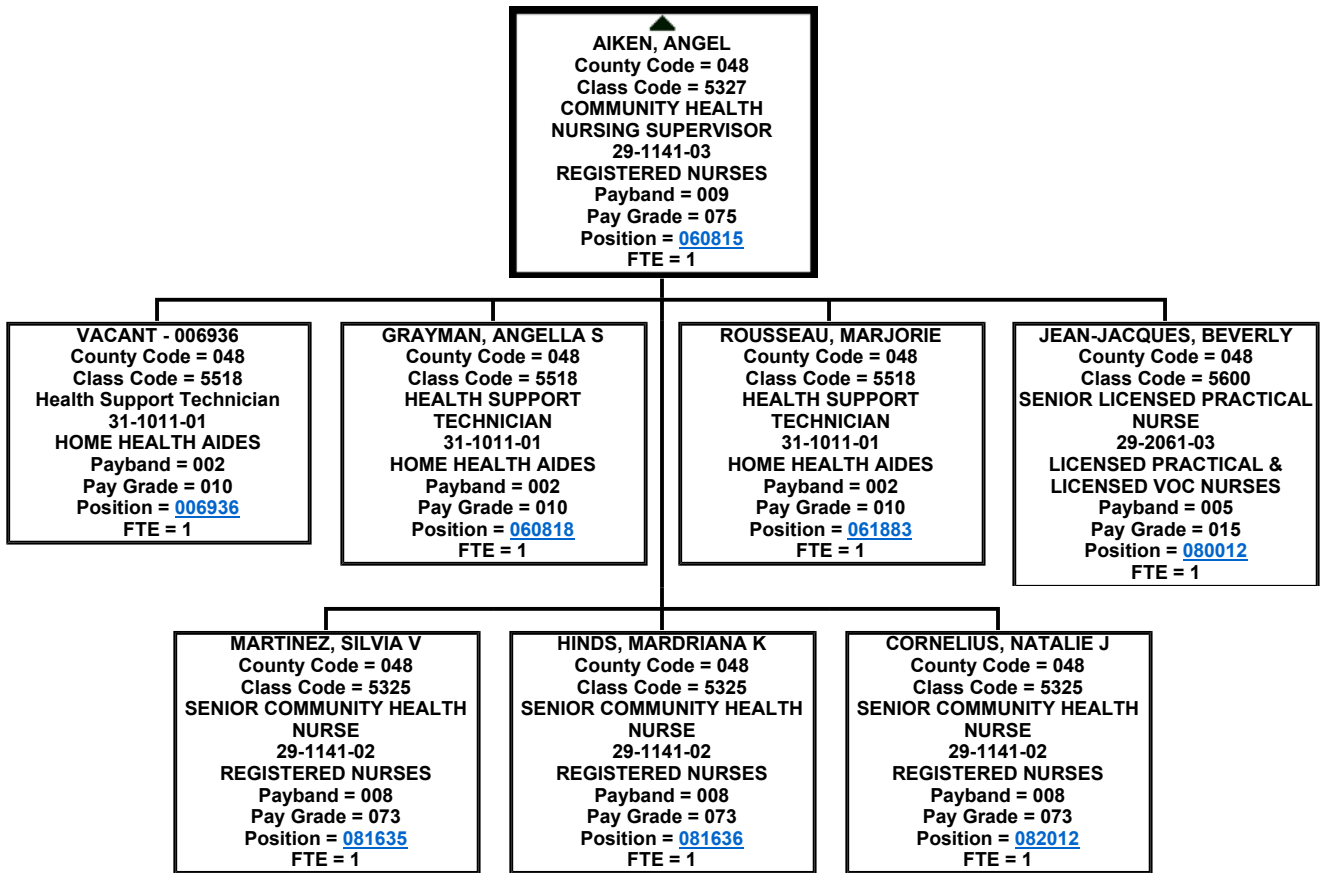 AIKEN, ANGEL
County Code = 048
Class Code = 5327
COMMUNITY HEALTH
NURSING SUPERVISOR
29-1141-03
REGISTERED NURSES
Payband = 009
Pay Grade = 075
Position = 060815
FTE = 1
VACANT - 006936
County Code = 048
Class Code = 5518
Health Support Technician
31-1011-01
HOME HEALTH AIDES
Payband = 002
Pay Grade = 010
Position = 006936
FTE = 1
GRAYMAN, ANGELLA S
County Code = 048
Class Code = 5518
HEALTH SUPPORT
TECHNICIAN
31-1011-01
HOME HEALTH AIDES
Payband = 002
Pay Grade = 010
Position = 060818
FTE = 1
ROUSSEAU, MARJORIE
County Code = 048
Class Code = 5518
HEALTH SUPPORT
TECHNICIAN
31-1011-01
HOME HEALTH AIDES
Payband = 002
Pay Grade = 010
Position = 061883
FTE = 1
JEAN-JACQUES, BEVERLY
County Code = 048
Class Code = 5600
SENIOR LICENSED PRACTICAL
NURSE
29-2061-03
LICENSED PRACTICAL &
LICENSED VOC NURSES
Payband = 005
Pay Grade = 015
Position = 080012
FTE = 1
MARTINEZ, SILVIA V
County Code = 048
Class Code = 5325
SENIOR COMMUNITY HEALTH
NURSE
29-1141-02
REGISTERED NURSES
Payband = 008
Pay Grade = 073
Position = 081635
FTE = 1
HINDS, MARDRIANA K
County Code = 048
Class Code = 5325
SENIOR COMMUNITY HEALTH
NURSE
29-1141-02
REGISTERED NURSES
Payband = 008
Pay Grade = 073
Position = 081636
FTE = 1
CORNELIUS, NATALIE J
County Code = 048
Class Code = 5325
SENIOR COMMUNITY HEALTH
NURSE
29-1141-02
REGISTERED NURSES
Payband = 008
Pay Grade = 073
Position = 082012
FTE = 1